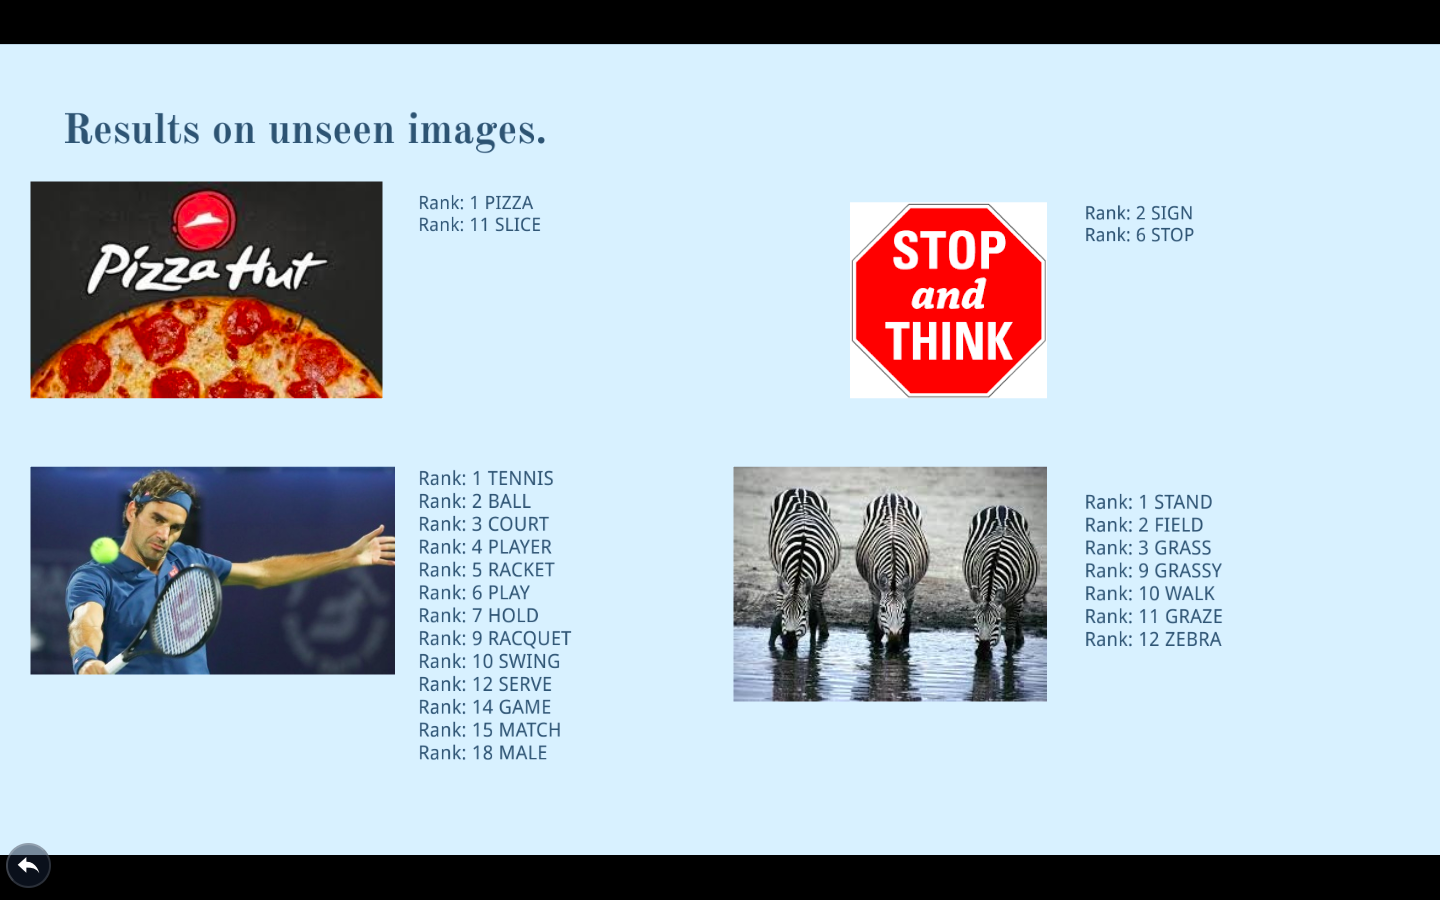 Results on unseen images.
Pizza Hut
Rank: 1 PIZZA
Rank: 11 SLICE
STOP
and
THINK
Rank: 2 SIGN
Rank: 6 STOP
Rank: 1 TENNIS
Rank: 2 BALL
Rank: 3 COURT
Rank: 4 PLAYER
Rank: 5 RACKET
Rank: 6 PLAY
Rank: 7 HOLD
Rank: 9 RACQUET
Rank: 10 SWING
Rank: 12 SERVE
Rank: 14 GAME
Rank: 15 MATCH
Rank: 18 MALE
Rank: 1 STAND
Rank: 2 FIELD
Rank: 3 GRASS
Rank: 9 GRASSY
Rank: 10 WALK
Rank: 11 GRAZE
Rank: 12 ZEBRA